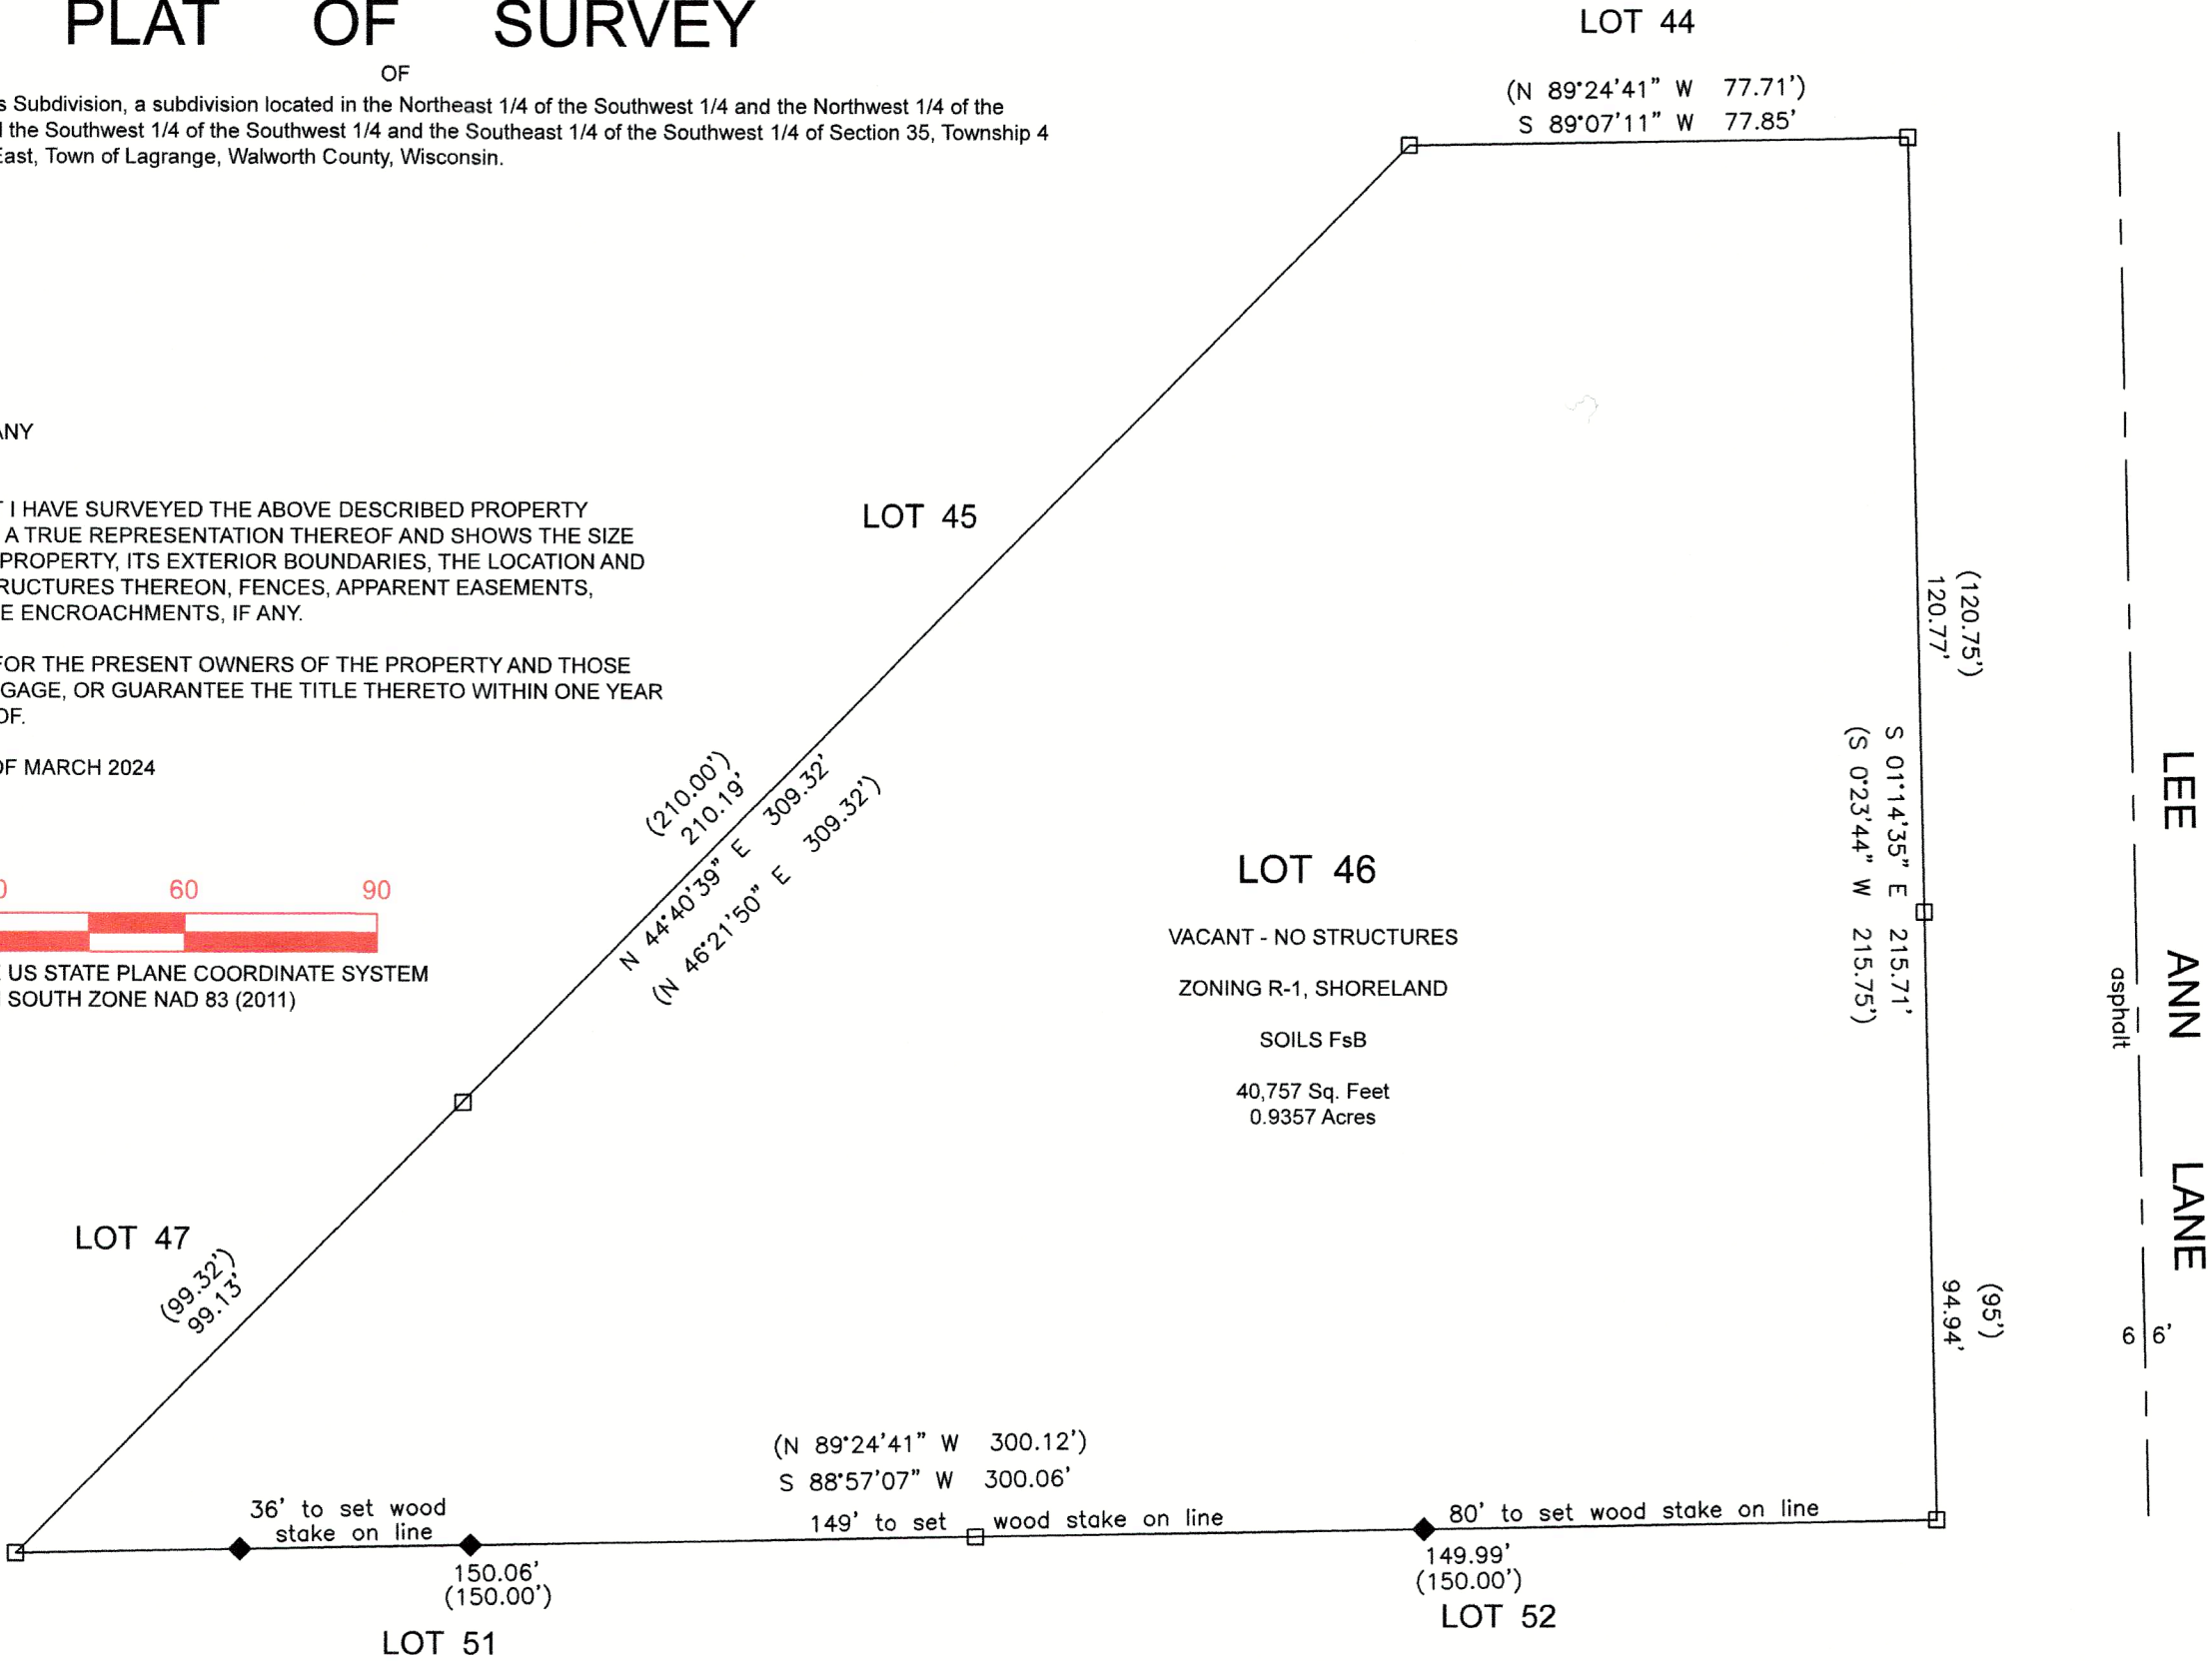 PLAT OF SURVEY
OF
s Subdivision, a subdivision located in the Northeast 1/4 of the Southwest 1/4 and the Northwest 1/4 of the
the Southwest 1/4 of the Southwest 1/4 and the Southeast 1/4 of the Southwest 1/4 of Section 35, Township 4
East, Town of Lagrange, Walworth County, Wisconsin.
LOT 44
(N 89°24'41" W 77.71')
S 89°07'11" W 77.85'
ANY
I HAVE SURVEYED THE ABOVE DESCRIBED PROPERTY
A TRUE REPRESENTATION THEREOF AND SHOWS THE SIZE
PROPERTY, ITS EXTERIOR BOUNDARIES, THE LOCATION AND
RUCTURES THEREON, FENCES, APPARENT EASEMENTS,
E ENCROACHMENTS, IF ANY.
FOR THE PRESENT OWNERS OF THE PROPERTY AND THOSE
GAGE, OR GUARANTEE THE TITLE THERETO WITHIN ONE YEAR
OF.
OF MARCH 2024
0 60 90
US STATE PLANE COORDINATE SYSTEM
SOUTH ZONE NAD 83 (2011)
LOT 45
(210.00')
210.19'
N 44°40'39" E 309.32'
(N 46°21'50" E 309.32')
LOT 46
VACANT - NO STRUCTURES
ZONING R-1, SHORELAND
SOILS FsB
40,757 Sq. Feet
0.9357 Acres
(120.75')
120.77'
S 01°14'35" E 215.71'
(S 0°23'44" W 215.75')
LEE ANN LANE
asphalt
(95')
94.94'
66'
LOT 47
(99.32')
99.13'
(N 89°24'41" W 300.12')
S 88°57'07" W 300.06'
36' to set wood
stake on line
149' to set wood stake on line
80' to set wood stake on line
150.06'
(150.00')
LOT 51
149.99'
(150.00')
LOT 52